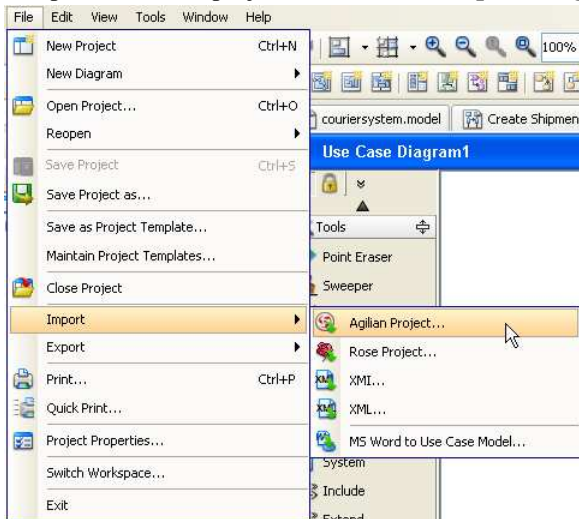 File Edit View Tools Window Help
New Project Ctrl+N
100%
New Diagram
Open Project... Ctrl+O
couriersystem.model Create Shipmen
Reopen
Use Case Diagram1
Save Project Ctrl+S
Save Project as...
Save as Project Template...
Tools
Maintain Project Templates...
Point Eraser
Close Project
Sweeper
Import
Agilian Project...
Export
Rose Project...
Print... Ctrl+P
XMI...
Quick Print...
XML...
Project Properties...
MS Word to Use Case Model...
System
Switch Workspace...
Include
Exit
Extend